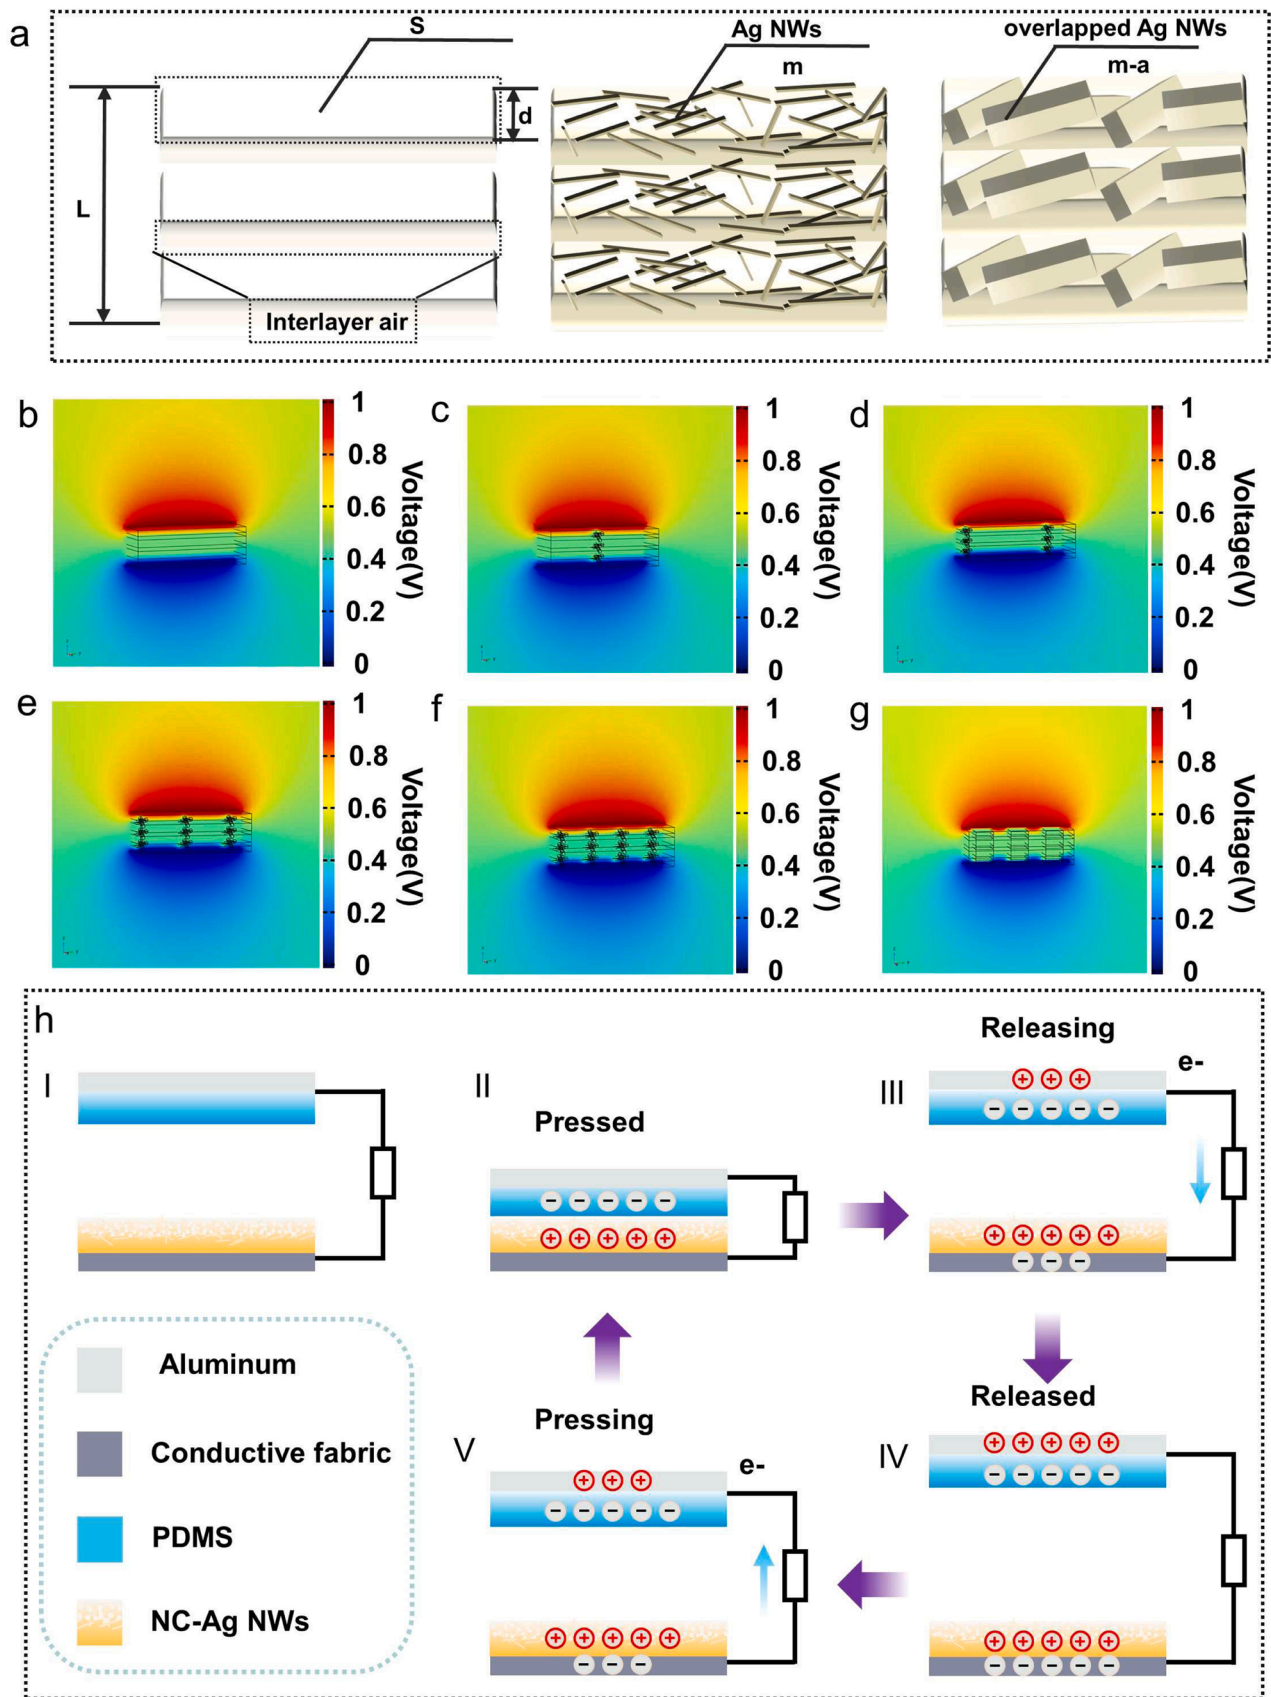 a
S
d
L
Interlayer air
Ag NWs
m
overlapped Ag NWs
m-a
b
1
0.8
0.6
0.4
0.2
0
Voltage(V)
c
1
0.8
0.6
0.4
0.2
0
Voltage(V)
d
1
0.8
0.6
0.4
0.2
0
Voltage(V)
e
1
0.8
0.6
0.4
0.2
0
Voltage(V)
f
1
0.8
0.6
0.4
0.2
0
Voltage(V)
g
1
0.8
0.6
0.4
0.2
0
Voltage(V)
h
I
II
Pressed
− − − − −
+ + + + +
Releasing
III
e-
+ + +
− − − − −
+ + + + +
− − −
Aluminum
Conductive fabric
PDMS
NC-Ag NWs
Pressing
V
e-
+ + +
− − − − −
+ + + + +
− − −
Released
IV
+ + + + +
− − − − −
+ + + + +
− − − − −